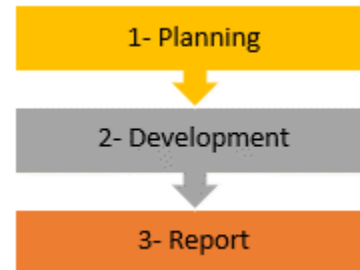 1- Planning
2- Development
3- Report